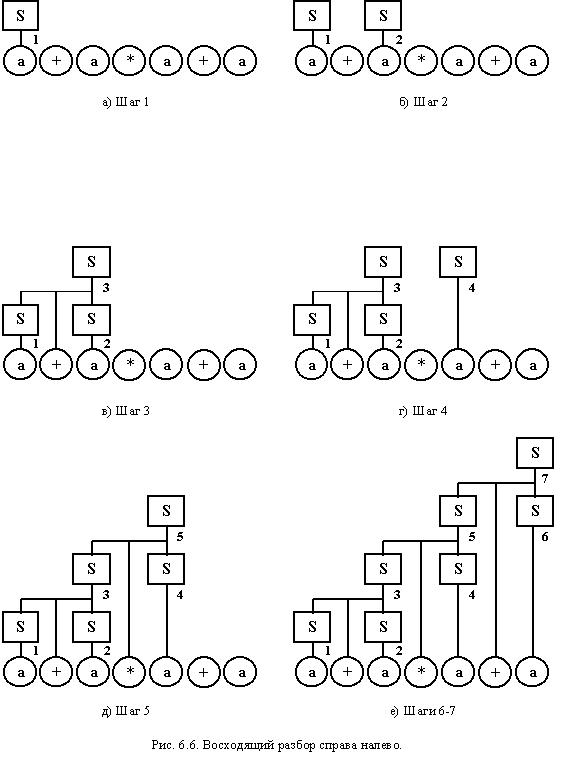 S S S
1 1 2
a + a * a + a a + a * a + a
а) Шаг 1 б) Шаг 2
S S S
3 3 4
S S S S
1 2 1 2
a + a * a + a a + a * a + a
в) Шаг 3 г) Шаг 4
S
7
S S S
5 5 6
S S S
3 4 3 4
S S S S
1 2 1 2
a + a * a + a a + a * a + a
д) Шаг 5 е) Шаги 6-7
Рис. 6.6. Восходящий разбор справа налево.